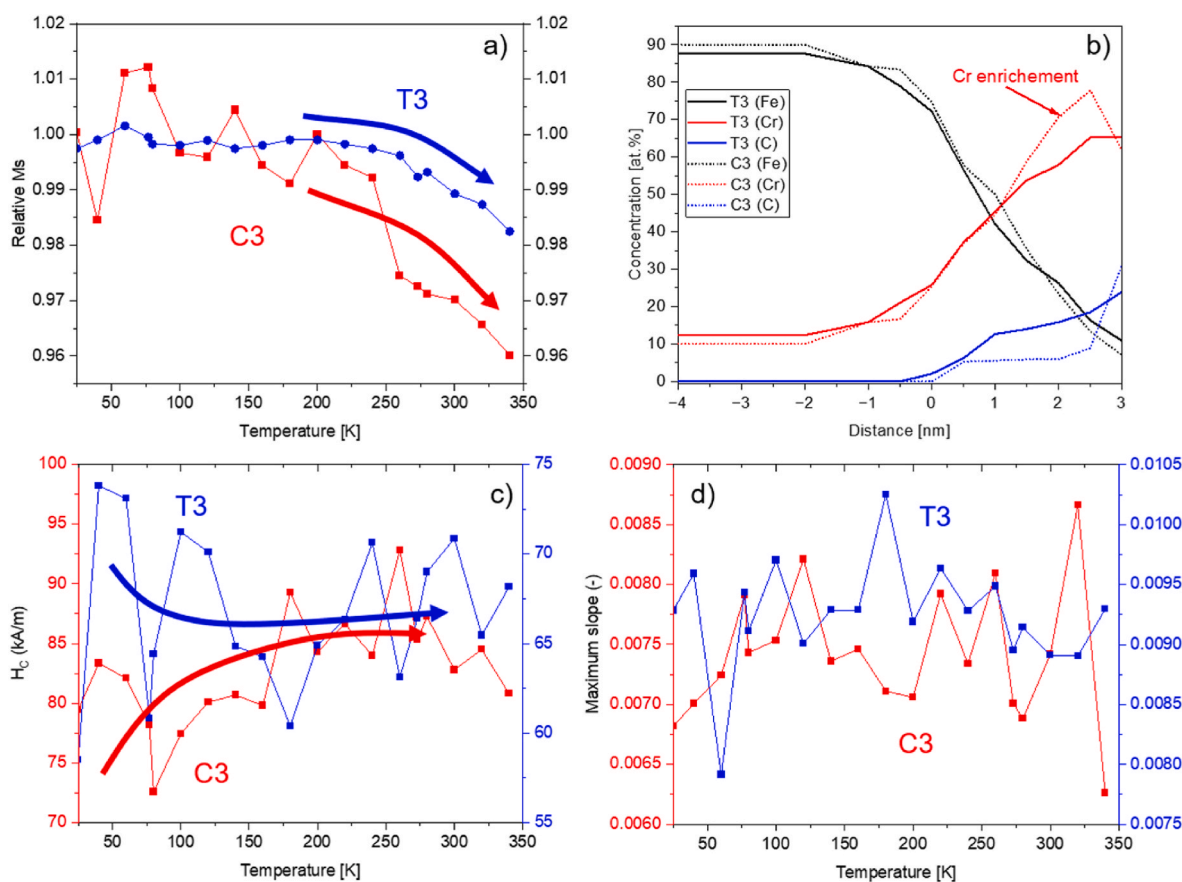 a)
1.02 1.02
1.01 1.01
1.00 1.00
0.99 0.99
0.98 0.98
0.97 0.97
0.96 0.96
Relative Ms
T3
C3
50 100 150 200 250 300 350
Temperature [K]
b)
90
80
70
60
50
40
30
20
10
0
Concentration [at.%]
Cr enrichement
T3 (Fe)
T3 (Cr)
T3 (C)
C3 (Fe)
C3 (Cr)
C3 (C)
−4 −3 −2 −1 0 1 2 3
Distance [nm]
c)
100 75
95
90 70
85 65
80
75 60
70 55
HC (kA/m)
T3
C3
50 100 150 200 250 300 350
Temperature [K]
d)
0.0090 0.0105
0.0085 0.0100
0.0080 0.0095
0.0075 0.0090
0.0070 0.0085
0.0065 0.0080
0.0060 0.0075
Maximum slope (-)
T3
C3
50 100 150 200 250 300 350
Temperature [K]